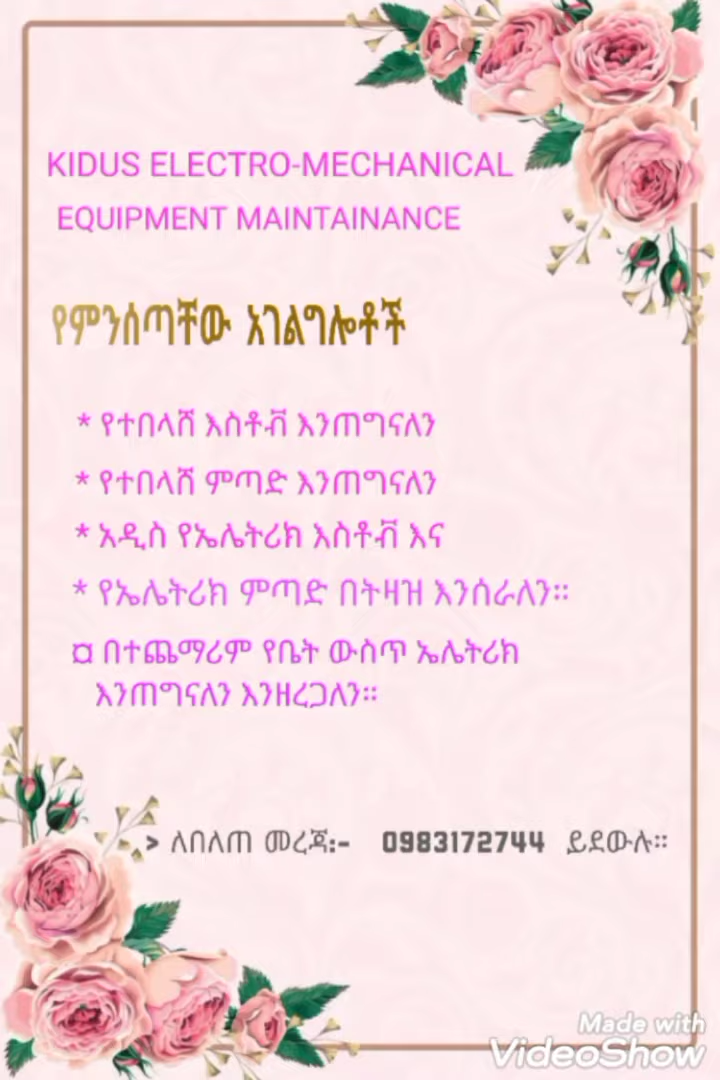 KIDUS ELECTRO-MECHANICAL
EQUIPMENT MAINTAINANCE
የምንሰጣቸው አገልግሎቶች
* የተበላሸ እስቶቭ እንጠግናለን
* የተበላሸ ምጣድ እንጠግናለን
* አዲስ የኤሌትሪክ እስቶቭ እና
* የኤሌትሪክ ምጣድ በትዛዝ እንሰራለን።
¤ በተጨማሪም የቤት ውስጥ ኤሌትሪክ
እንጠግናለን እንዘረጋለን።
> ለበለጠ መረጃ:- 0983172744 ይደውሉ።
Made with
VideoShow